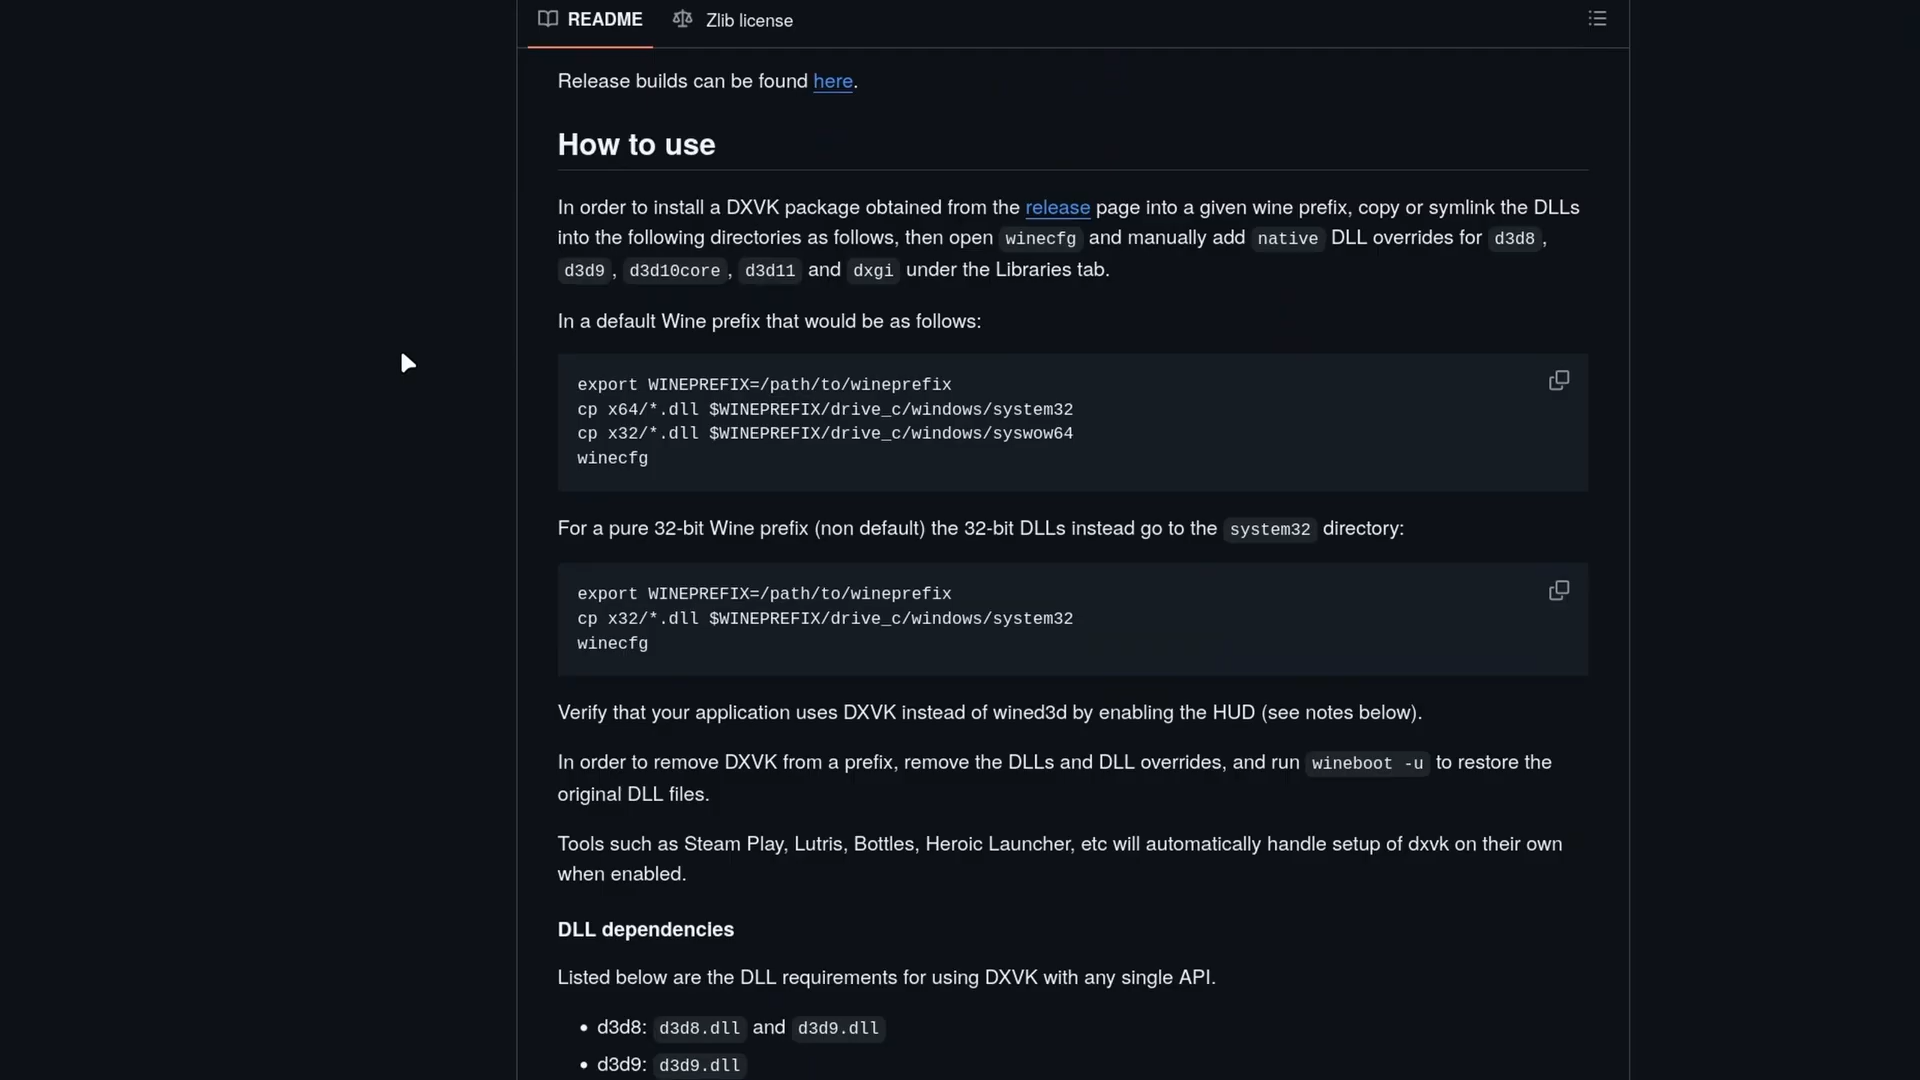 README Zlib license
Release builds can be found here.
How to use
In order to install a DXVK package obtained from the release page into a given wine prefix, copy or symlink the DLLs
into the following directories as follows, then open winecfg and manually add native DLL overrides for d3d8,
d3d9, d3d10core, d3d11 and dxgi under the Libraries tab.
In a default Wine prefix that would be as follows:
export WINEPREFIX=/path/to/wineprefix
cp x64/*.dll $WINEPREFIX/drive_c/windows/system32
cp x32/*.dll $WINEPREFIX/drive_c/windows/syswow64
winecfg
For a pure 32-bit Wine prefix (non default) the 32-bit DLLs instead go to the system32 directory:
export WINEPREFIX=/path/to/wineprefix
cp x32/*.dll $WINEPREFIX/drive_c/windows/system32
winecfg
Verify that your application uses DXVK instead of wined3d by enabling the HUD (see notes below).
In order to remove DXVK from a prefix, remove the DLLs and DLL overrides, and run wineboot -u to restore the
original DLL files.
Tools such as Steam Play, Lutris, Bottles, Heroic Launcher, etc will automatically handle setup of dxvk on their own
when enabled.
DLL dependencies
Listed below are the DLL requirements for using DXVK with any single API.
• d3d8: d3d8.dll and d3d9.dll
• d3d9: d3d9.dll